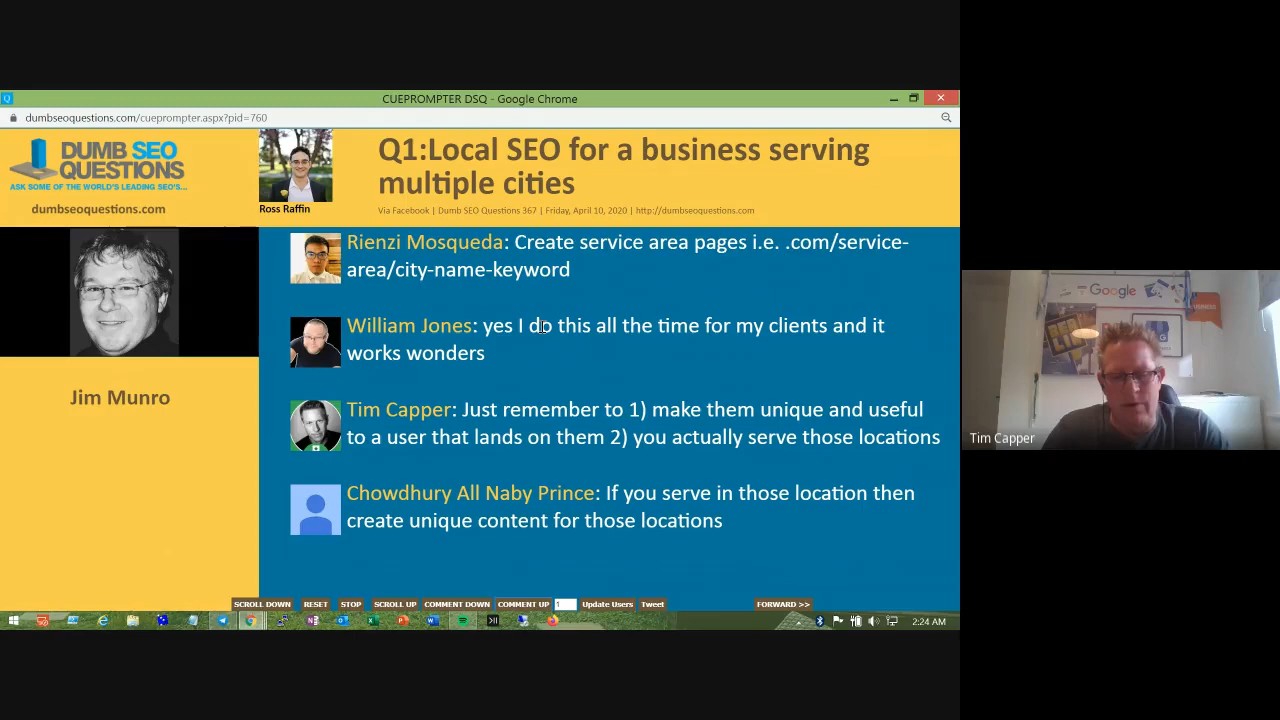 CUEPROMPTER DSQ - Google Chrome
dumbseoquestions.com/cueprompter.aspx?pid=760
DUMB SEO
QUESTIONS
ASK SOME OF THE WORLD'S LEADING SEO'S...
dumbseoquestions.com
Ross Raffin
Q1:Local SEO for a business serving
multiple cities
Via Facebook | Dumb SEO Questions 367 | Friday, April 10, 2020 | http://dumbseoquestions.com
Jim Munro
Rienzi Mosqueda: Create service area pages i.e. .com/service-
area/city-name-keyword
William Jones: yes I do this all the time for my clients and it
works wonders
Tim Capper: Just remember to 1) make them unique and useful
to a user that lands on them 2) you actually serve those locations
Chowdhury All Naby Prince: If you serve in those location then
create unique content for those locations
SCROLL DOWN RESET STOP SCROLL UP COMMENT DOWN COMMENT UP 1 Update Users Tweet FORWARD >>
2:24 AM
Google
Tim Capper